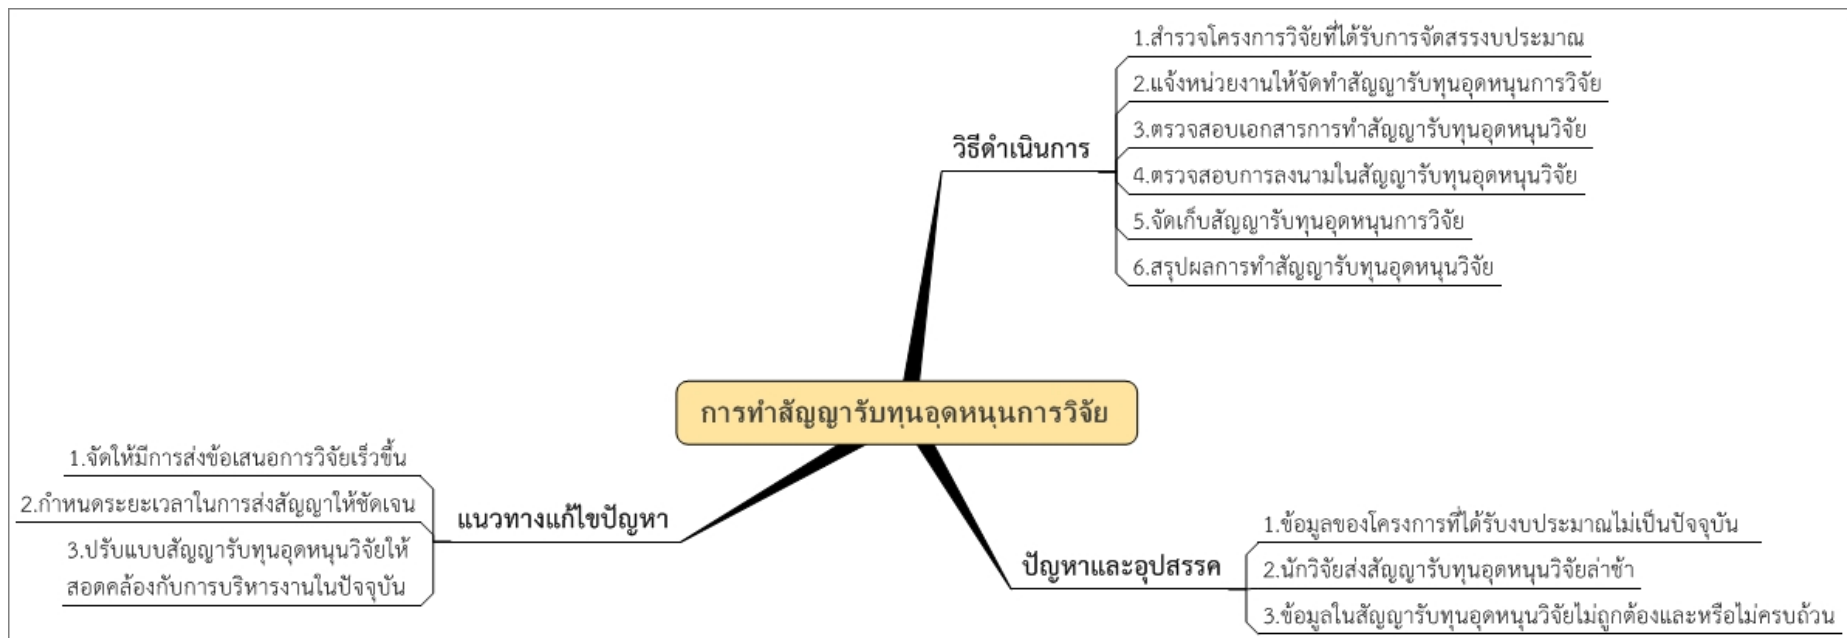 การทำสัญญารับทุนอุดหนุนการวิจัย
วิธีดำเนินการ
1.สำรวจโครงการวิจัยที่ได้รับการจัดสรรงบประมาณ
2.แจ้งหน่วยงานให้จัดทำสัญญารับทุนอุดหนุนการวิจัย
3.ตรวจสอบเอกสารการทำสัญญารับทุนอุดหนุนวิจัย
4.ตรวจสอบการลงนามในสัญญารับทุนอุดหนุนวิจัย
5.จัดเก็บสัญญารับทุนอุดหนุนการวิจัย
6.สรุปผลการทำสัญญารับทุนอุดหนุนวิจัย
ปัญหาและอุปสรรค
1.ข้อมูลของโครงการที่ได้รับงบประมาณไม่เป็นปัจจุบัน
2.นักวิจัยส่งสัญญารับทุนอุดหนุนวิจัยล่าช้า
3.ข้อมูลในสัญญารับทุนอุดหนุนวิจัยไม่ถูกต้องและหรือไม่ครบถ้วน
แนวทางแก้ไขปัญหา
1.จัดให้มีการส่งข้อเสนอการวิจัยเร็วขึ้น
2.กำหนดระยะเวลาในการส่งสัญญาให้ชัดเจน
3.ปรับแบบสัญญารับทุนอุดหนุนวิจัยให้
สอดคล้องกับการบริหารงานในปัจจุบัน